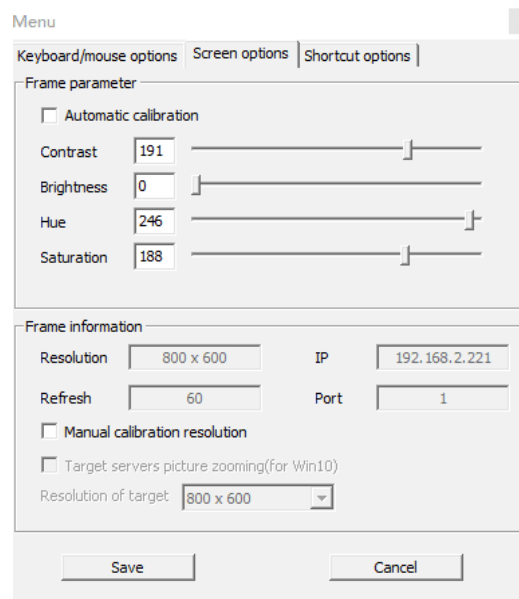 Menu
Keyboard/mouse options Screen options Shortcut options
Frame parameter
Automatic calibration
Contrast 191
Brightness 0
Hue 246
Saturation 188
Frame information
Resolution 800 x 600 IP 192.168.2.221
Refresh 60 Port 1
Manual calibration resolution
Target servers picture zooming(for Win10)
Resolution of target 800 x 600
Save Cancel